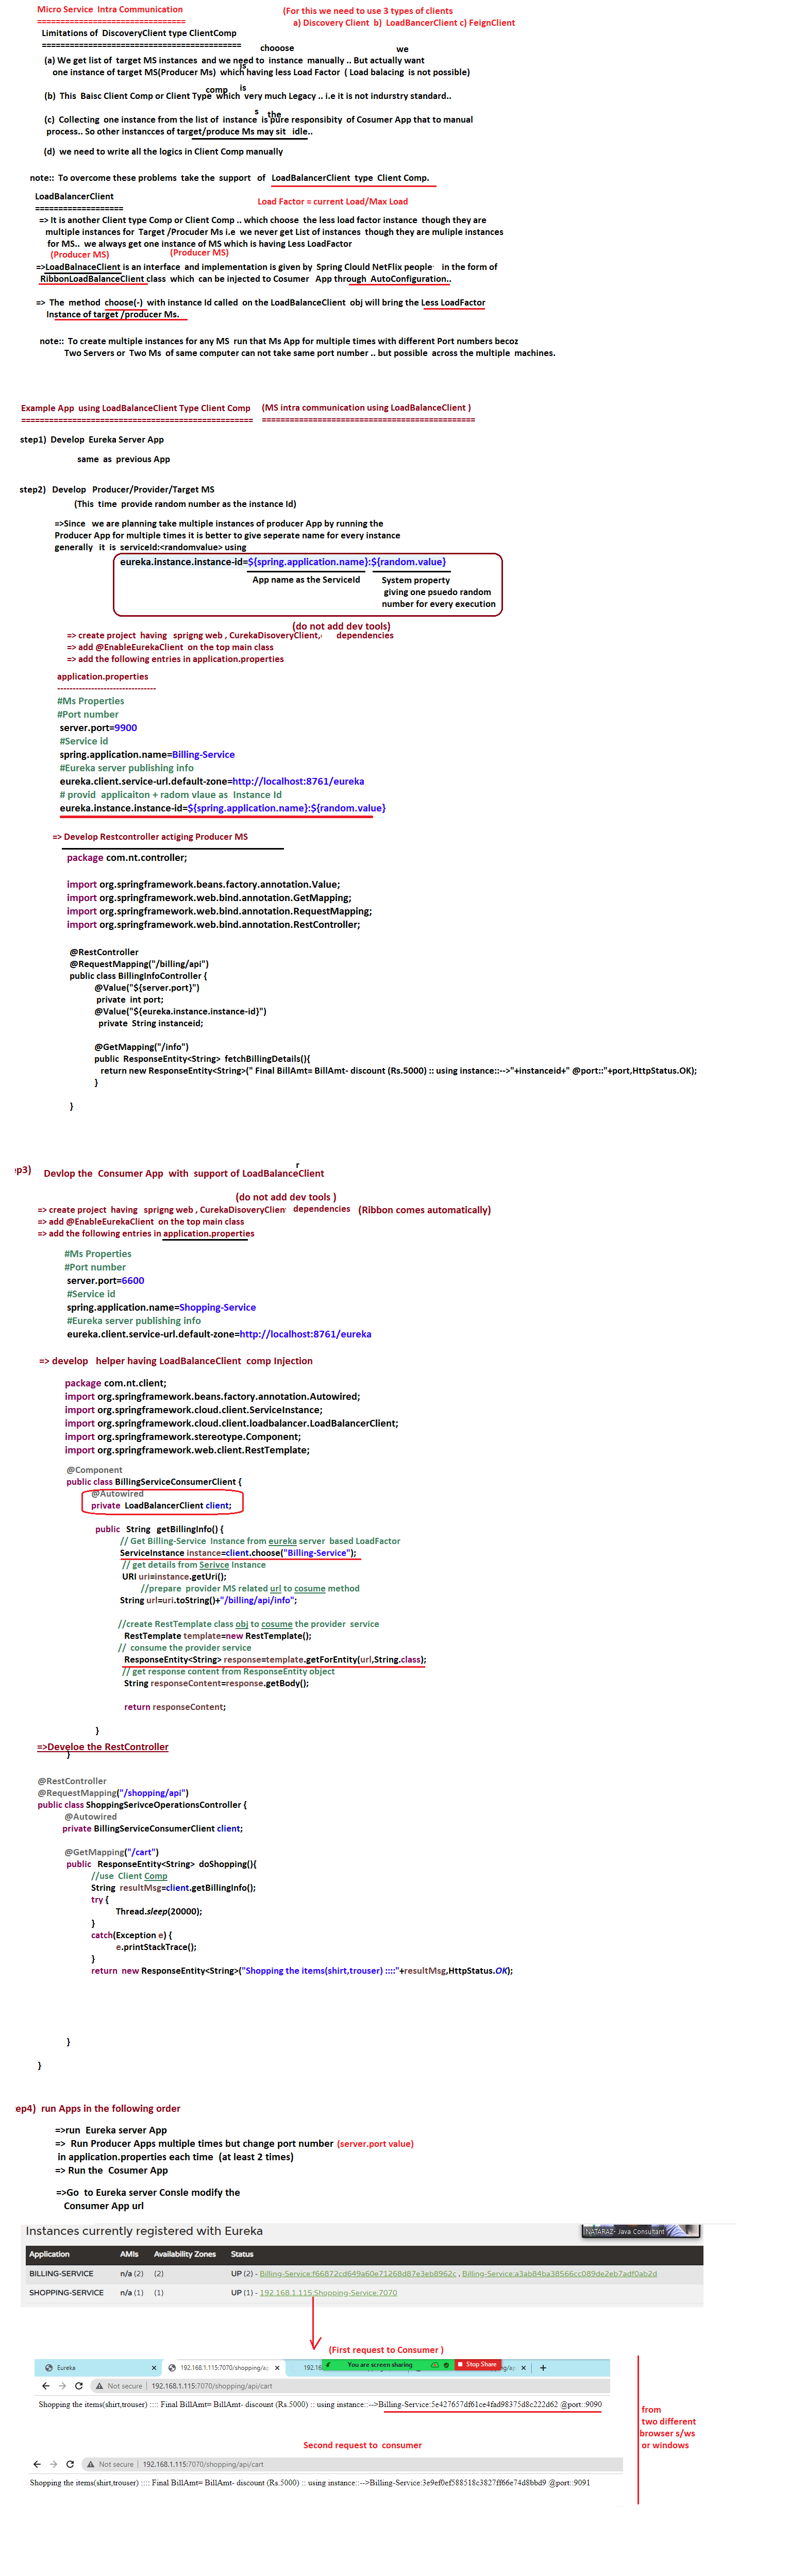 Micro Service Intra Communication
================================
(For this we need to use 3 types of clients
a) Discovery Client b) LoadBancerClient c) FeignClient
Limitations of DiscoveryClient type ClientComp
===========================================
chooose we
(a) We get list of target MS instances and we need to instance manually .. But actually want
is
one instance of target MS(Producer Ms) which having less Load Factor ( Load balacing is not possible)
comp is
(b) This Baisc Client Comp or Client Type which very much Legacy .. i.e it is not indurstry standard..
s the
(c) Collecting one instance from the list of instance is pure responsibity of Cosumer App that to manual
process.. So other instancces of target/produce Ms may sit idle..
(d) we need to write all the logics in Client Comp manually
note:: To overcome these problems take the support of LoadBalancerClient type Client Comp.
LoadBalancerClient
===================
Load Factor = current Load/Max Load
=> It is another Client type Comp or Client Comp .. which choose the less load factor instance though they are
multiple instances for Target /Procuder Ms i.e we never get List of instances though they are muliple instances
for MS.. we always get one instance of MS which is having Less LoadFactor
(Producer MS) (Producer MS)
=>LoadBalnaceClient is an interface and implementation is given by Spring Clould NetFlix people in the form of
RibbonLoadBalanceClient class which can be injected to Cosumer App through AutoConfiguration..
=> The method choose(-) with instance Id called on the LoadBalanceClient obj will bring the Less LoadFactor
Instance of target /producer Ms.
note:: To create multiple instances for any MS run that Ms App for multiple times with different Port numbers becoz
Two Servers or Two Ms of same computer can not take same port number .. but possible across the multiple machines.
Example App using LoadBalanceClient Type Client Comp (MS intra communication using LoadBalanceClient )
================================================== ==============================================
step1) Develop Eureka Server App
same as previous App
step2) Develop Producer/Provider/Target MS
(This time provide random number as the instance Id)
=>Since we are planning take multiple instances of producer App by running the
Producer App for multiple times it is better to give seperate name for every instance
generally it is serviceId:<randomvalue> using
eureka.instance.instance-id=${spring.application.name}:${random.value}
App name as the ServiceId System property
giving one psuedo random
number for every execution
(do not add dev tools)
=> create project having sprigng web , CurekaDisoveryClient, dependencies
=> add @EnableEurekaClient on the top main class
=> add the following entries in application.properties
application.properties
--------------------------------
#Ms Properties
#Port number
server.port=9900
#Service id
spring.application.name=Billing-Service
#Eureka server publishing info
eureka.client.service-url.default-zone=http://localhost:8761/eureka
# provid applicaiton + radom vlaue as Instance Id
eureka.instance.instance-id=${spring.application.name}:${random.value}
=> Develop Restcontroller actiging Producer MS
package com.nt.controller;
import org.springframework.beans.factory.annotation.Value;
import org.springframework.web.bind.annotation.GetMapping;
import org.springframework.web.bind.annotation.RequestMapping;
import org.springframework.web.bind.annotation.RestController;
@RestController
@RequestMapping("/billing/api")
public class BillingInfoController {
@Value("${server.port}")
private int port;
@Value("${eureka.instance.instance-id}")
private String instanceid;
@GetMapping("/info")
public ResponseEntity<String> fetchBillingDetails(){
return new ResponseEntity<String>(" Final BillAmt= BillAmt- discount (Rs.5000) :: using instance::-->"+instanceid+" @port::"+port,HttpStatus.OK);
}
}
r
ep3) Devlop the Consumer App with support of LoadBalanceClient
(do not add dev tools )
=> create project having sprigng web , CurekaDisoveryClien dependencies (Ribbon comes automatically)
=> add @EnableEurekaClient on the top main class
=> add the following entries in application.properties
#Ms Properties
#Port number
server.port=6600
#Service id
spring.application.name=Shopping-Service
#Eureka server publishing info
eureka.client.service-url.default-zone=http://localhost:8761/eureka
=> develop helper having LoadBalanceClient comp Injection
package com.nt.client;
import org.springframework.beans.factory.annotation.Autowired;
import org.springframework.cloud.client.ServiceInstance;
import org.springframework.cloud.client.loadbalancer.LoadBalancerClient;
import org.springframework.stereotype.Component;
import org.springframework.web.client.RestTemplate;
@Component
public class BillingServiceConsumerClient {
@Autowired
private LoadBalancerClient client;
public String getBillingInfo() {
// Get Billing-Service Instance from eureka server based LoadFactor
ServiceInstance instance=client.choose("Billing-Service");
// get details from Serivce Instance
URI uri=instance.getUri();
//prepare provider MS related url to cosume method
String url=uri.toString()+"/billing/api/info";
//create RestTemplate class obj to cosume the provider service
RestTemplate template=new RestTemplate();
// consume the provider service
ResponseEntity<String> response=template.getForEntity(url,String.class);
// get response content from ResponseEntity object
String responseContent=response.getBody();
return responseContent;
}
=>Develoe the RestController
}
@RestController
@RequestMapping("/shopping/api")
public class ShoppingSerivceOperationsController {
@Autowired
private BillingServiceConsumerClient client;
@GetMapping("/cart")
public ResponseEntity<String> doShopping(){
//use Client Comp
String resultMsg=client.getBillingInfo();
try {
Thread.sleep(20000);
}
catch(Exception e) {
e.printStackTrace();
}
return new ResponseEntity<String>("Shopping the items(shirt,trouser) ::::"+resultMsg,HttpStatus.OK);
}
}
ep4) run Apps in the following order
=>run Eureka server App
=> Run Producer Apps multiple times but change port number (server.port value)
in application.properties each time (at least 2 times)
=> Run the Cosumer App
=>Go to Eureka server Consle modify the
Consumer App url
Instances currently registered with Eureka
NATARAZ- Java Consultant
Application AMIs Availability Zones Status
BILLING-SERVICE n/a (2) (2) UP (2) - Billing-Service:f66872cd649a60e71268d87e3eb8962c , Billing-Service:a3ab84ba38566cc089de2eb7adf0ab2d
SHOPPING-SERVICE n/a (1) (1) UP (1) - 192.168.1.115:Shopping-Service:7070
(First request to Consumer )
Eureka 192.168.1.115:7070/shopping/ap 192.16 You are screen sharing Stop Share
Not secure 192.168.1.115:7070/shopping/api/cart
Shopping the items(shirt,trouser) :::: Final BillAmt= BillAmt- discount (Rs.5000) :: using instance::-->Billing-Service:5e427657df61ce4fad98375d8c222d62 @port::9090
from
two different
browser s/ws
or windows
Second request to consumer
Not secure 192.168.1.115:7070/shopping/api/cart
Shopping the items(shirt,trouser) :::: Final BillAmt= BillAmt- discount (Rs.5000) :: using instance::-->Billing-Service:3e9ef0ef588518c3827ff66e74d8bbd9 @port::9091